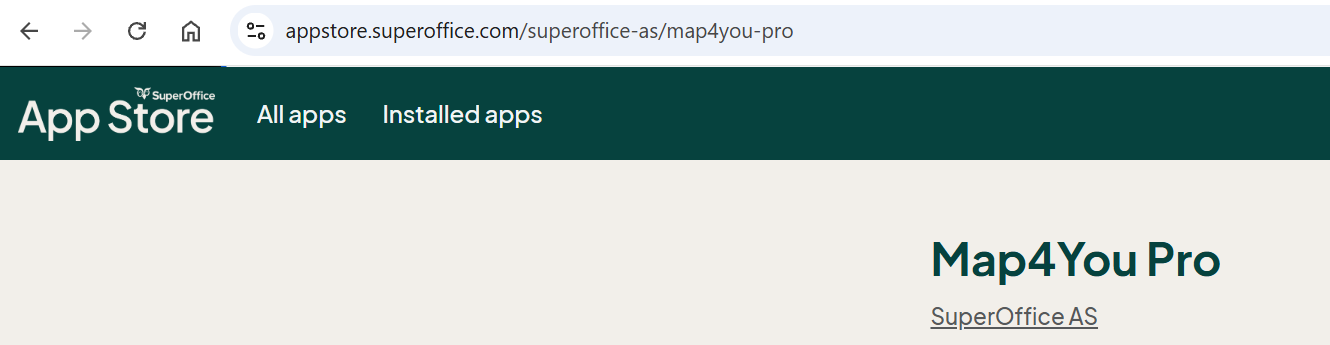 appstore.superoffice.com/superoffice-as/map4you-pro
SuperOffice
App Store
All apps
Installed apps
Map4You Pro
SuperOffice AS